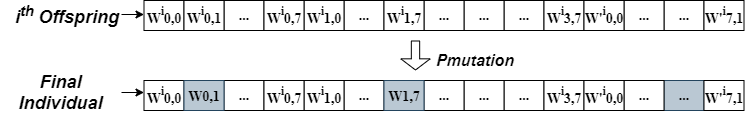 ith Offspring Wi0,0 Wi0,1 ... Wi0,7 Wi1,0 ... Wi1,7 ... ... ... Wi3,7 W'i0,0 ... W'i7,1
Pmutation
Final Individual Wi0,0 W0,1 ... Wi0,7 Wi1,0 ... W1,7 ... ... ... Wi3,7 W'i0,0 ... ... W'i7,1